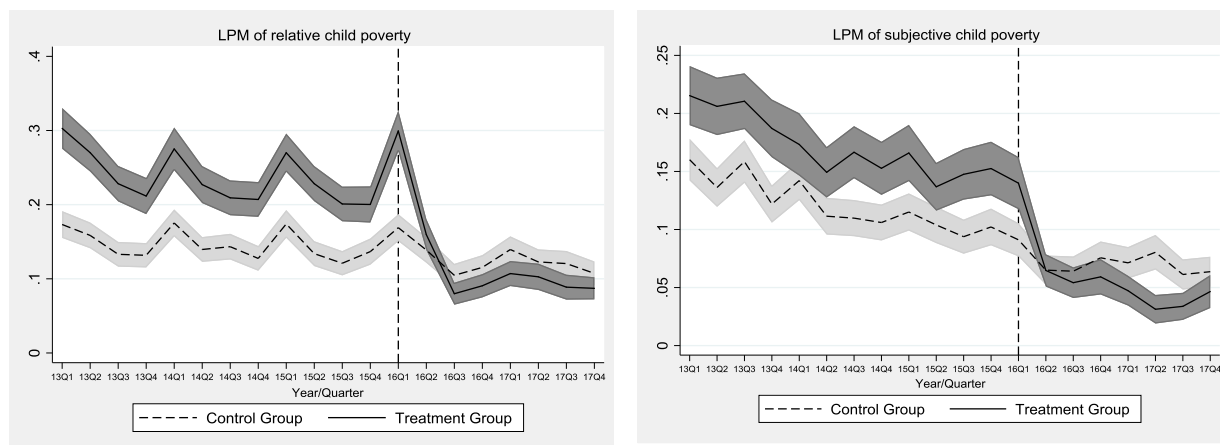 LPM of relative child poverty
.4
.3
.2
.1
0
13Q1 13Q2 13Q3 13Q4 14Q1 14Q2 14Q3 14Q4 15Q1 15Q2 15Q3 15Q4 16Q1 16Q2 16Q3 16Q4 17Q1 17Q2 17Q3 17Q4
Year/Quarter
Control Group Treatment Group
LPM of subjective child poverty
.25
.2
.15
.1
.05
0
13Q1 13Q2 13Q3 13Q4 14Q1 14Q2 14Q3 14Q4 15Q1 15Q2 15Q3 15Q4 16Q1 16Q2 16Q3 16Q4 17Q1 17Q2 17Q3 17Q4
Year/Quarter
Control Group Treatment Group